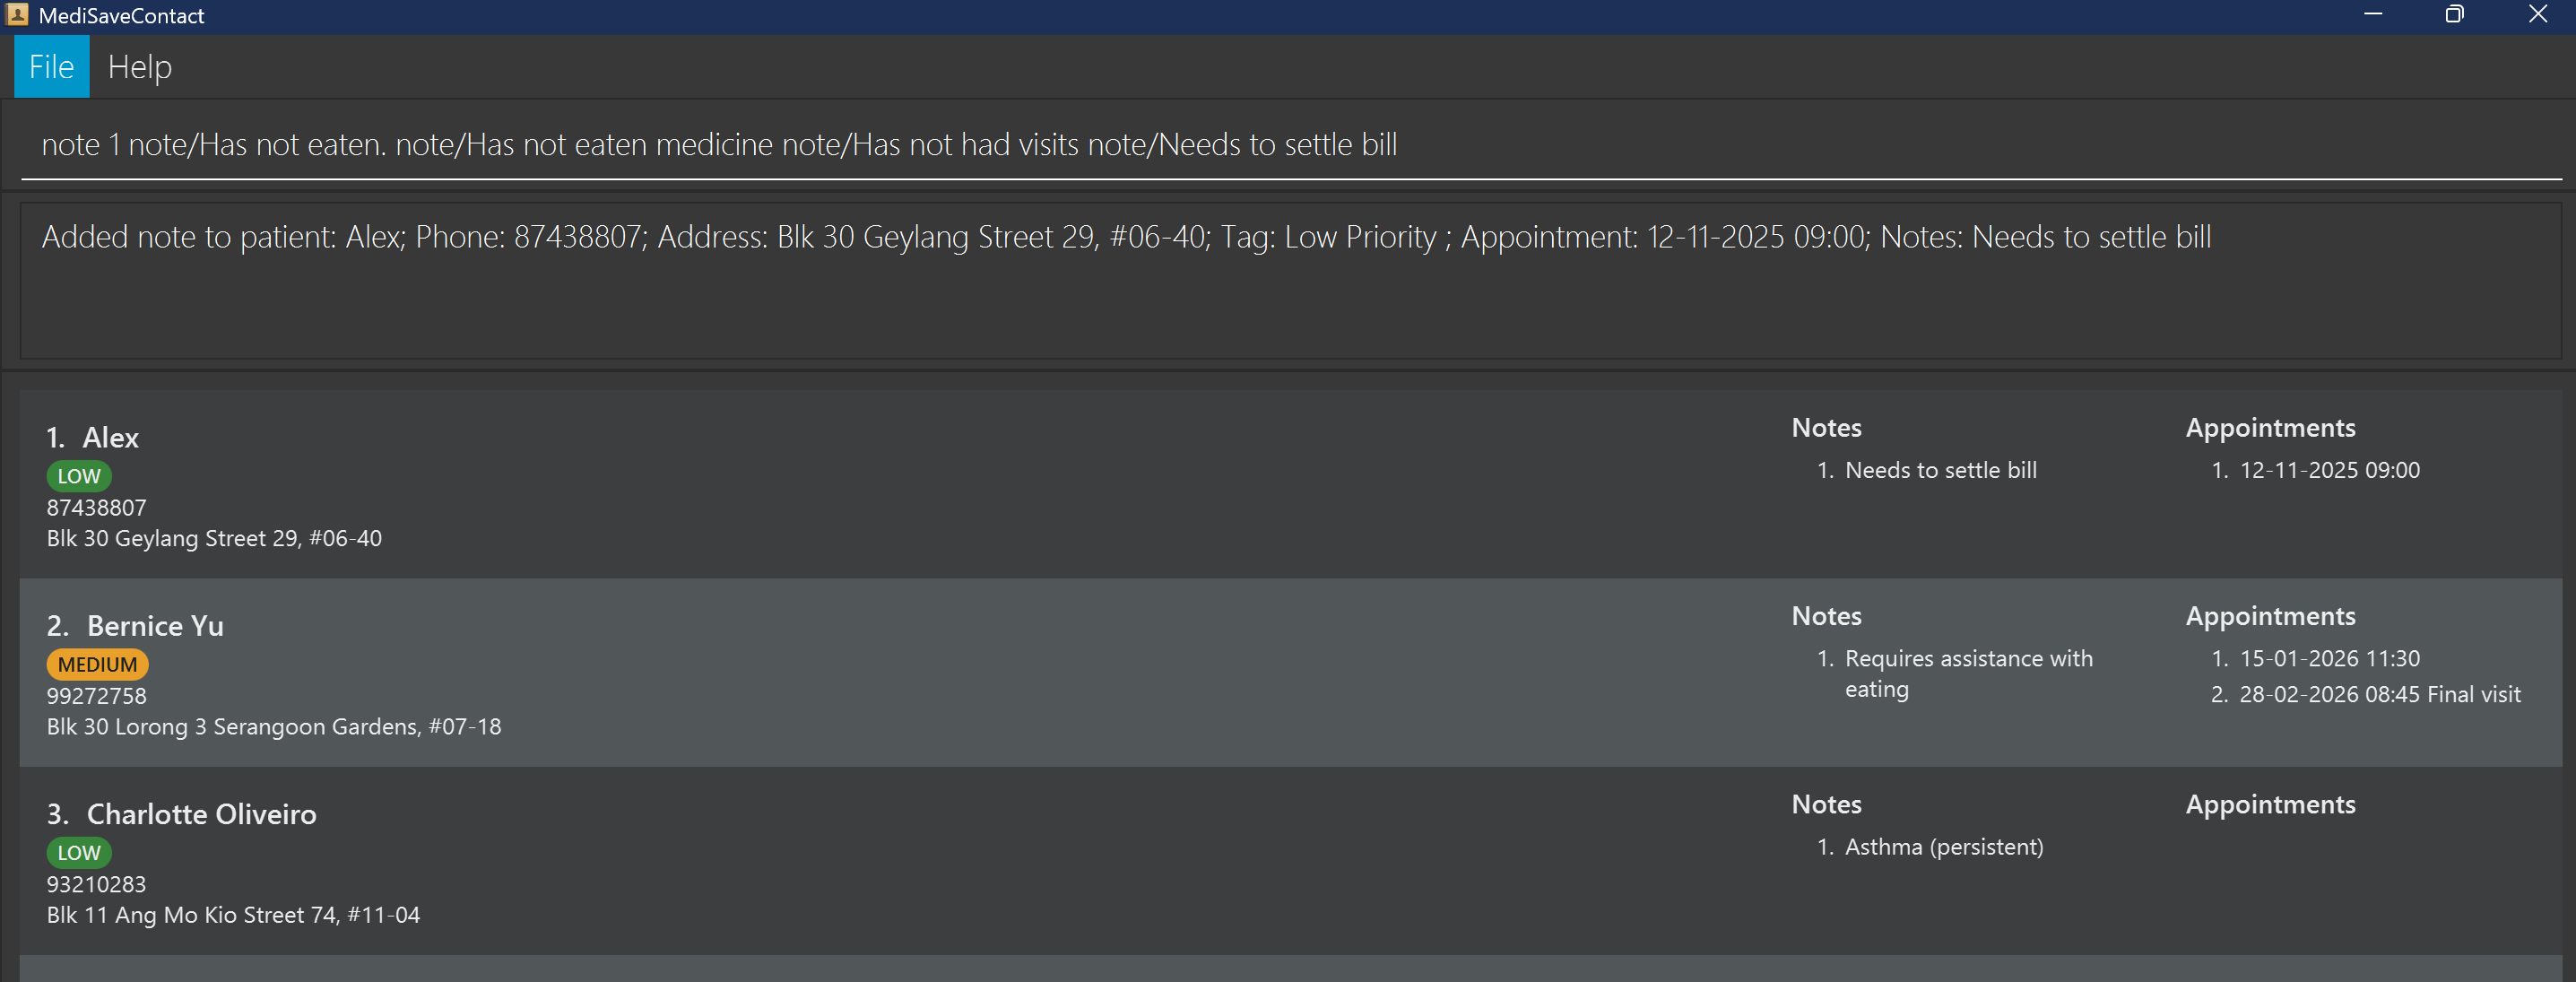 MediSaveContact
File Help
note 1 note/Has not eaten. note/Has not eaten medicine note/Has not had visits note/Needs to settle bill
Added note to patient: Alex; Phone: 87438807; Address: Blk 30 Geylang Street 29, #06-40; Tag: Low Priority ; Appointment: 12-11-2025 09:00; Notes: Needs to settle bill
1. Alex
LOW
87438807
Blk 30 Geylang Street 29, #06-40
Notes
1. Needs to settle bill
Appointments
1. 12-11-2025 09:00
2. Bernice Yu
MEDIUM
99272758
Blk 30 Lorong 3 Serangoon Gardens, #07-18
Notes
1. Requires assistance with
eating
Appointments
1. 15-01-2026 11:30
2. 28-02-2026 08:45 Final visit
3. Charlotte Oliveiro
LOW
93210283
Blk 11 Ang Mo Kio Street 74, #11-04
Notes
1. Asthma (persistent)
Appointments